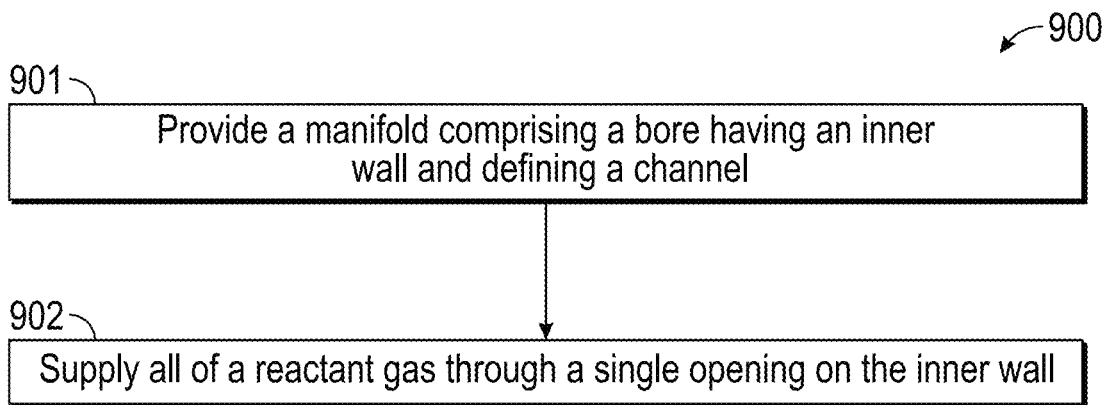 900
901
Provide a manifold comprising a bore having an inner
wall and defining a channel
902
Supply all of a reactant gas through a single opening on the inner wall